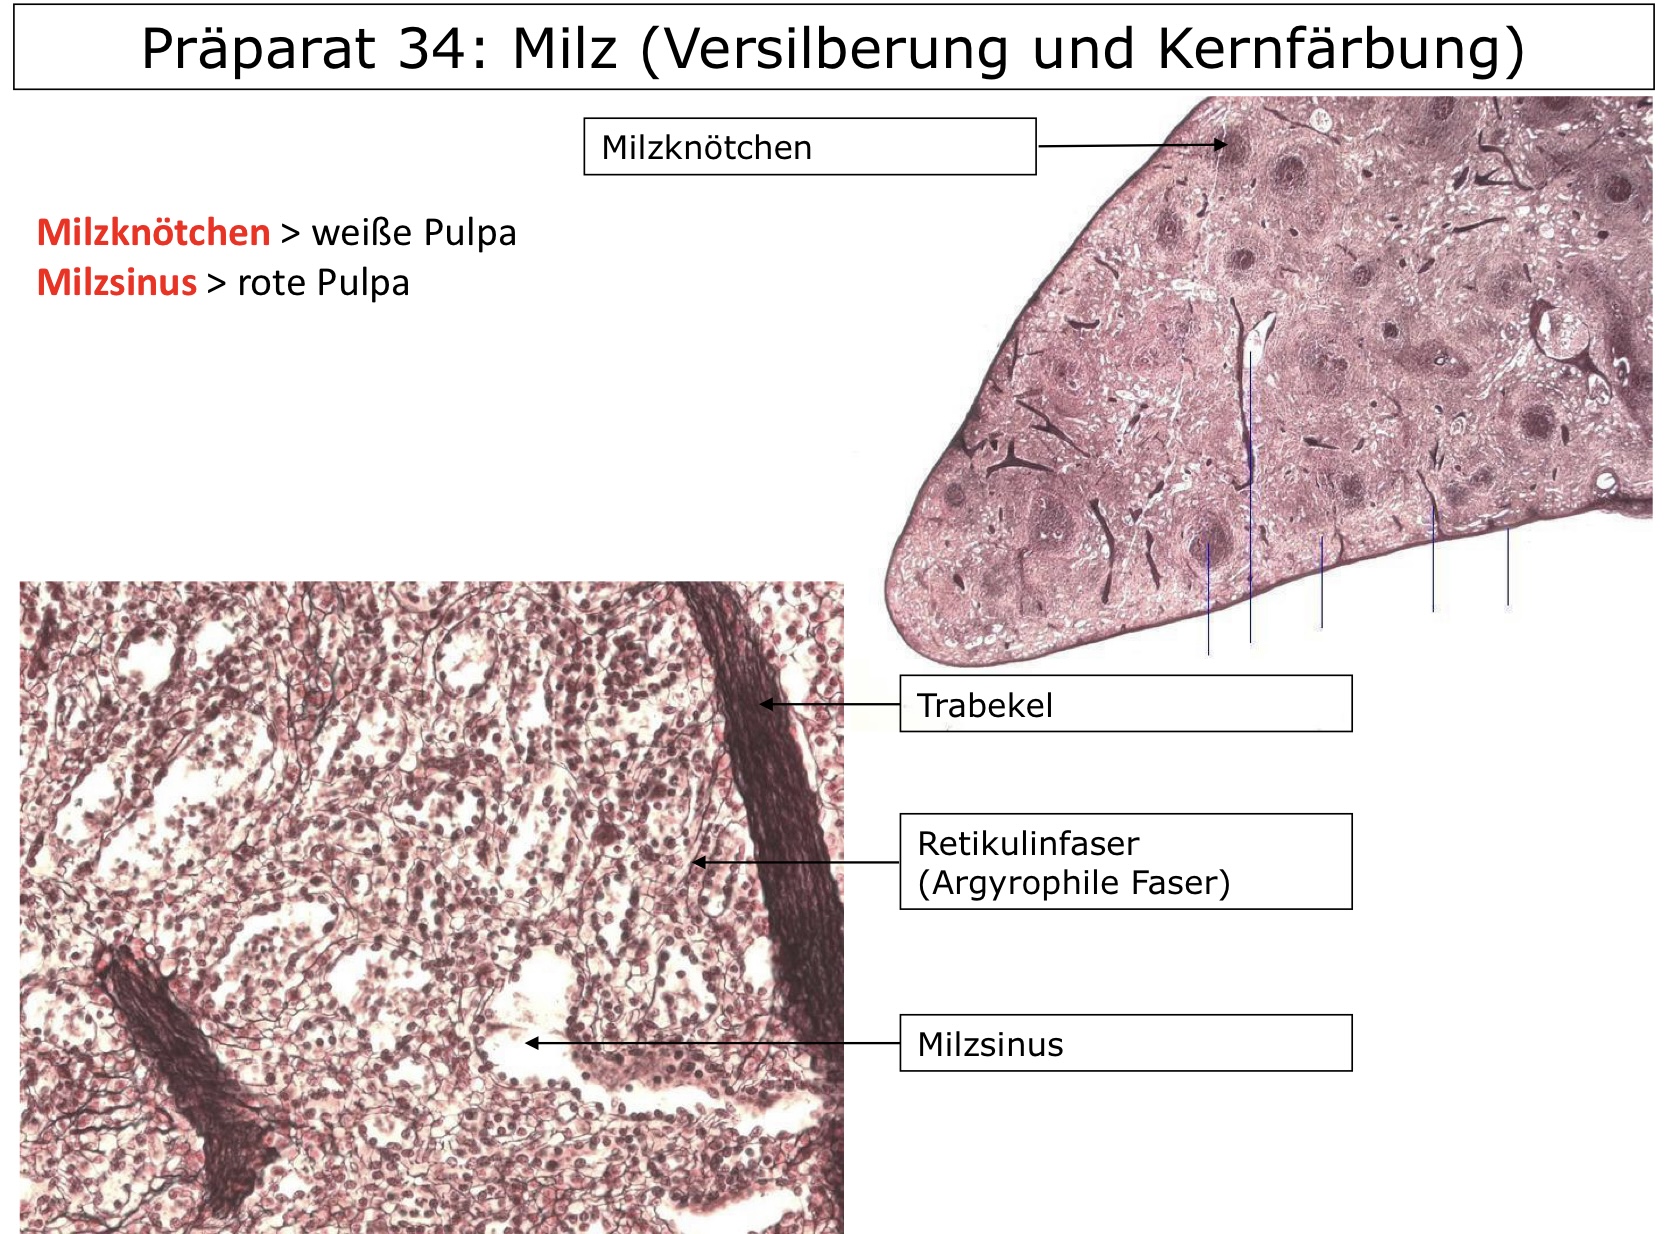 Präparat 34: Milz (Versilberung und Kernfärbung)
Milzknötchen
Milzknötchen > weiße Pulpa
Milzsinus > rote Pulpa
Trabekel
Retikulinfaser
(Argyrophile Faser)
Milzsinus